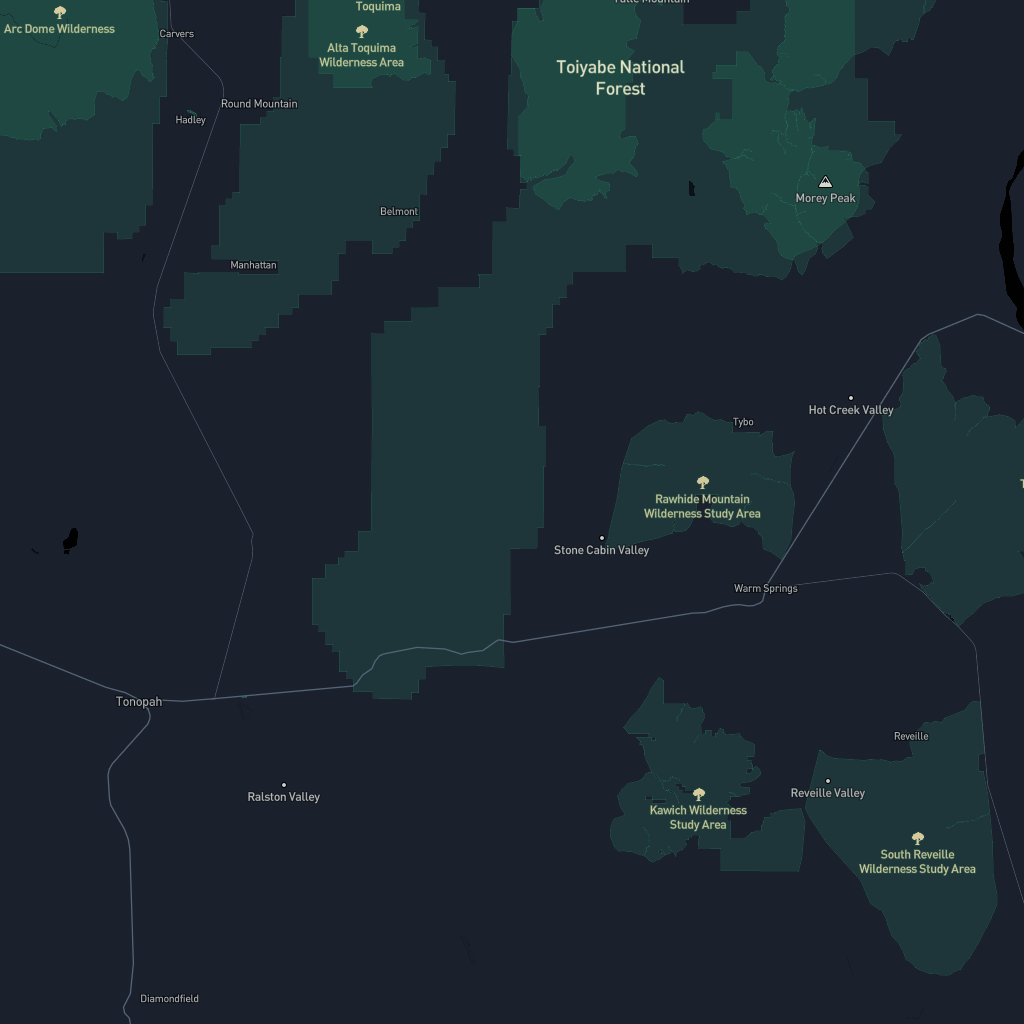 Toquima
Arc Dome Wilderness
Carvers
Alta Toquima
Wilderness Area
Toiyabe National
Forest
Round Mountain
Hadley
Morey Peak
Belmont
Manhattan
Hot Creek Valley
Tybo
Rawhide Mountain
Wilderness Study Area
Stone Cabin Valley
Warm Springs
Tonopah
Reveille
Ralston Valley
Reveille Valley
Kawich Wilderness
Study Area
South Reveille
Wilderness Study Area
Diamondfield